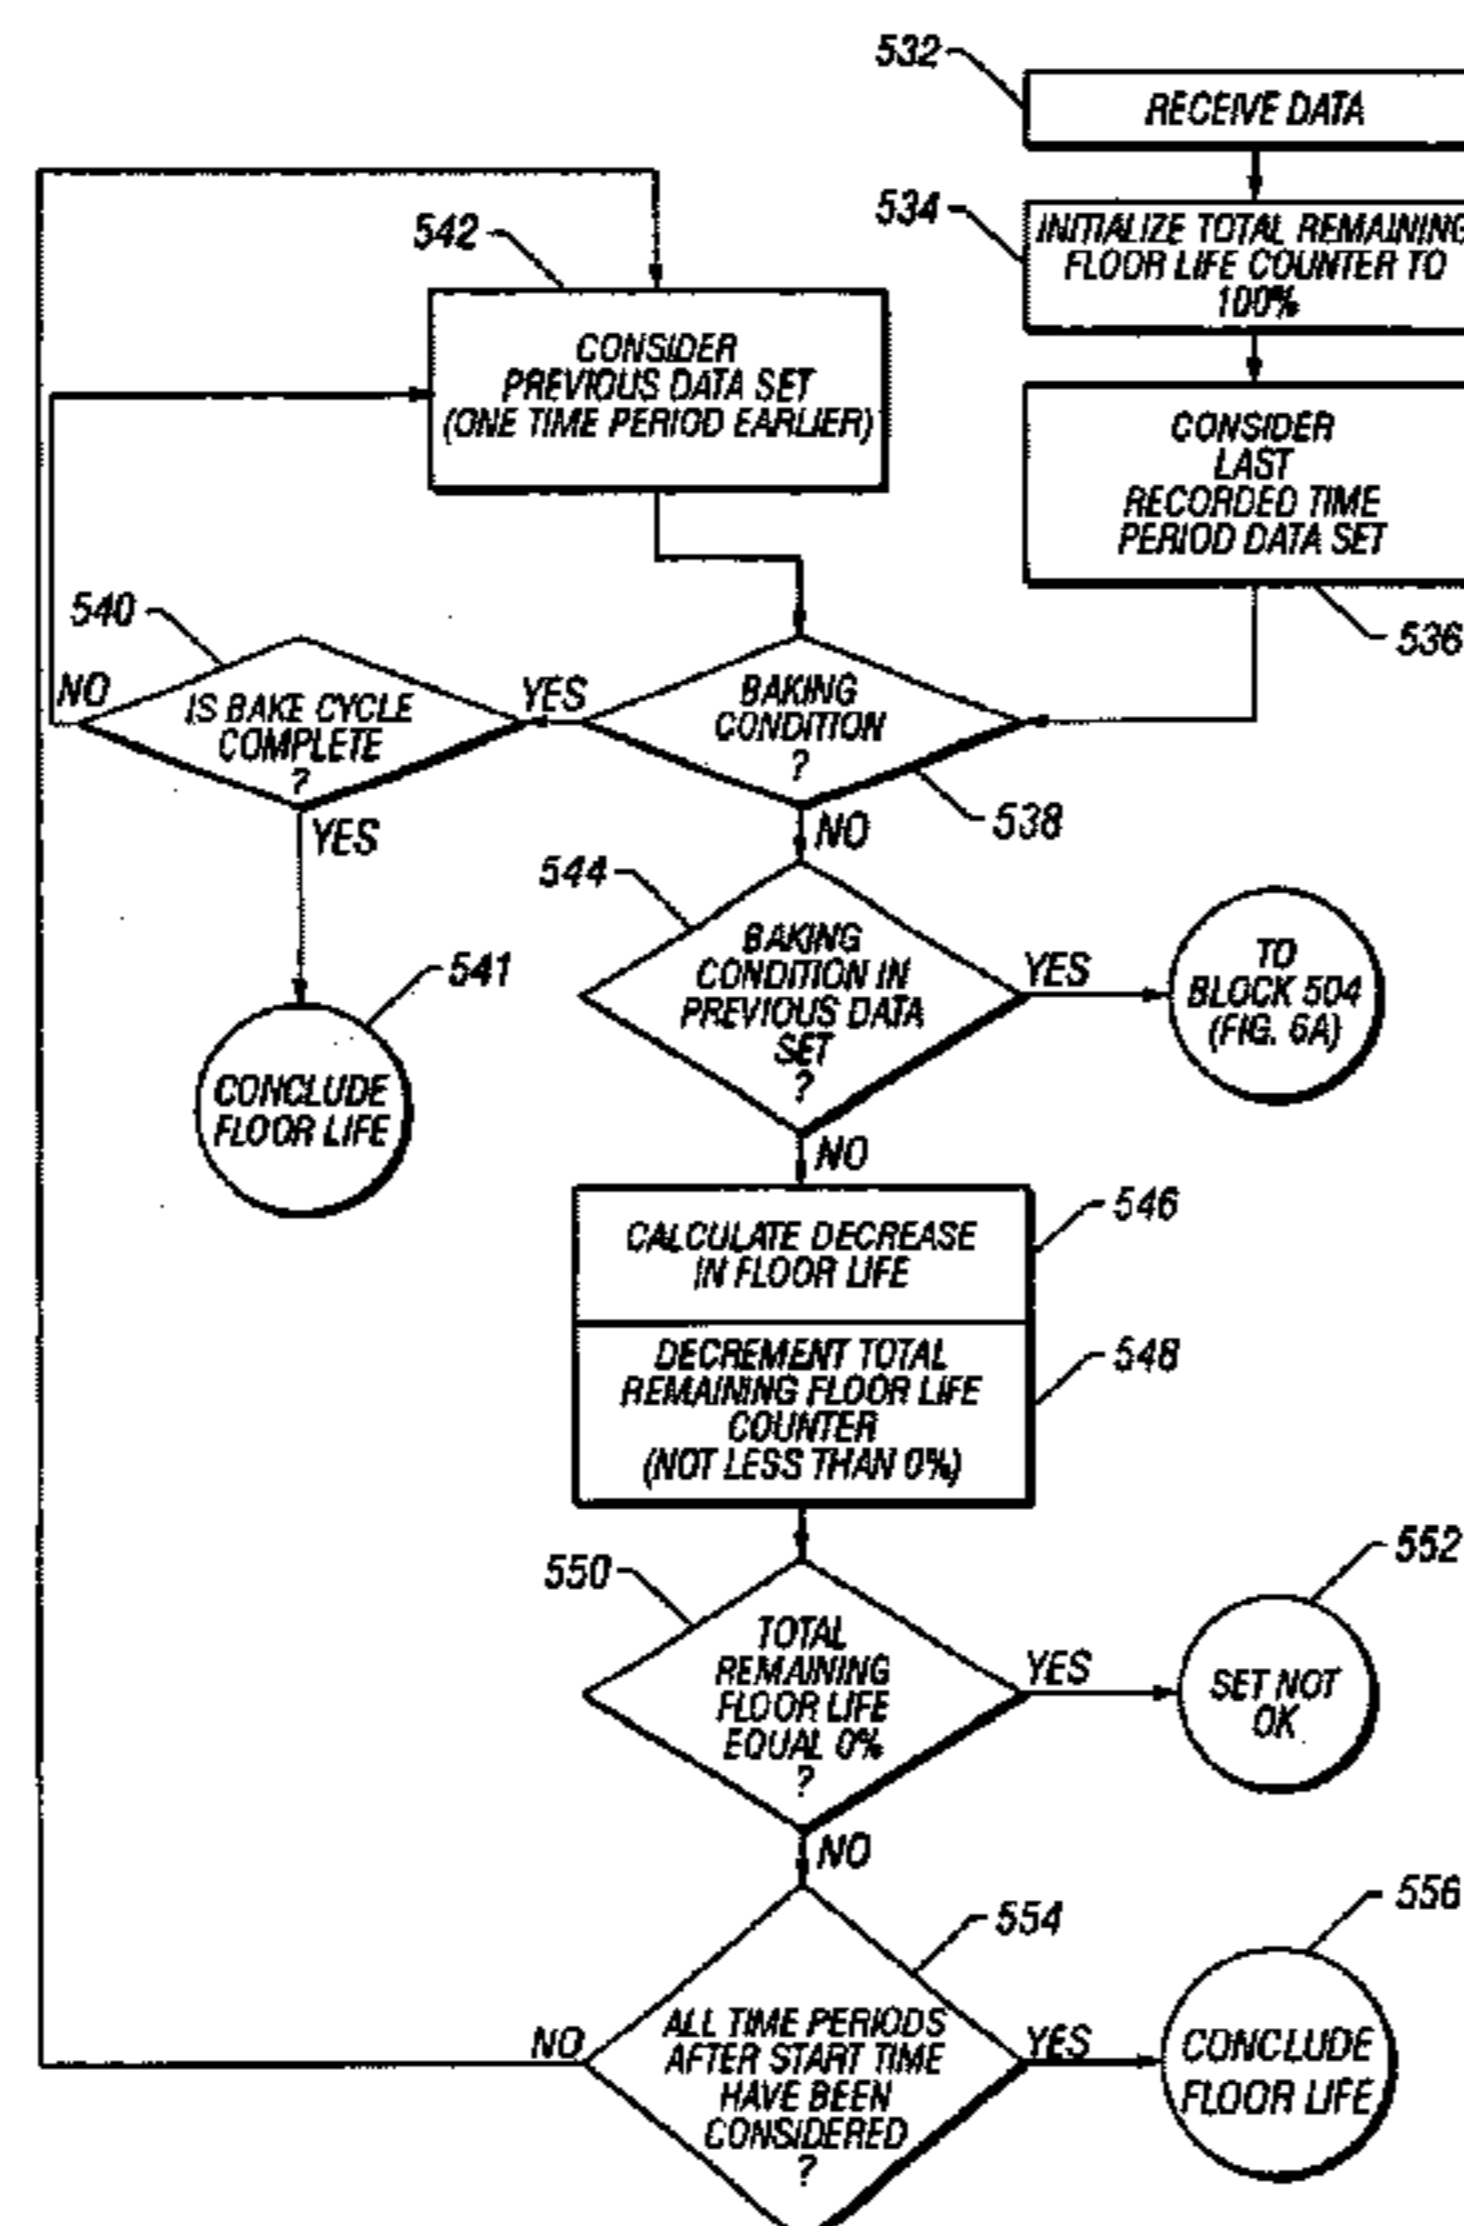 532
RECEIVE DATA
534
INITIALIZE TOTAL REMAINING
FLOOR LIFE COUNTER TO
100%
542
CONSIDER
PREVIOUS DATA SET
(ONE TIME PERIOD EARLIER)
CONSIDER
LAST
RECORDED TIME
PERIOD DATA SET
536
540
NO
IS BAKE CYCLE
COMPLETE
?
YES
BAKING
CONDITION
?
538
YES
NO
544
BAKING
CONDITION IN
PREVIOUS DATA
SET
?
YES
TO
BLOCK 504
(FIG. 6A)
541
CONCLUDE
FLOOR LIFE
NO
546
CALCULATE DECREASE
IN FLOOR LIFE
548
DECREMENT TOTAL
REMAINING FLOOR LIFE
COUNTER
(NOT LESS THAN 0%)
550
TOTAL
REMAINING
FLOOR LIFE
EQUAL 0%
?
YES
552
SET NOT
OK
NO
554
556
NO
ALL TIME PERIODS
AFTER START TIME
HAVE BEEN
CONSIDERED
?
YES
CONCLUDE
FLOOR LIFE